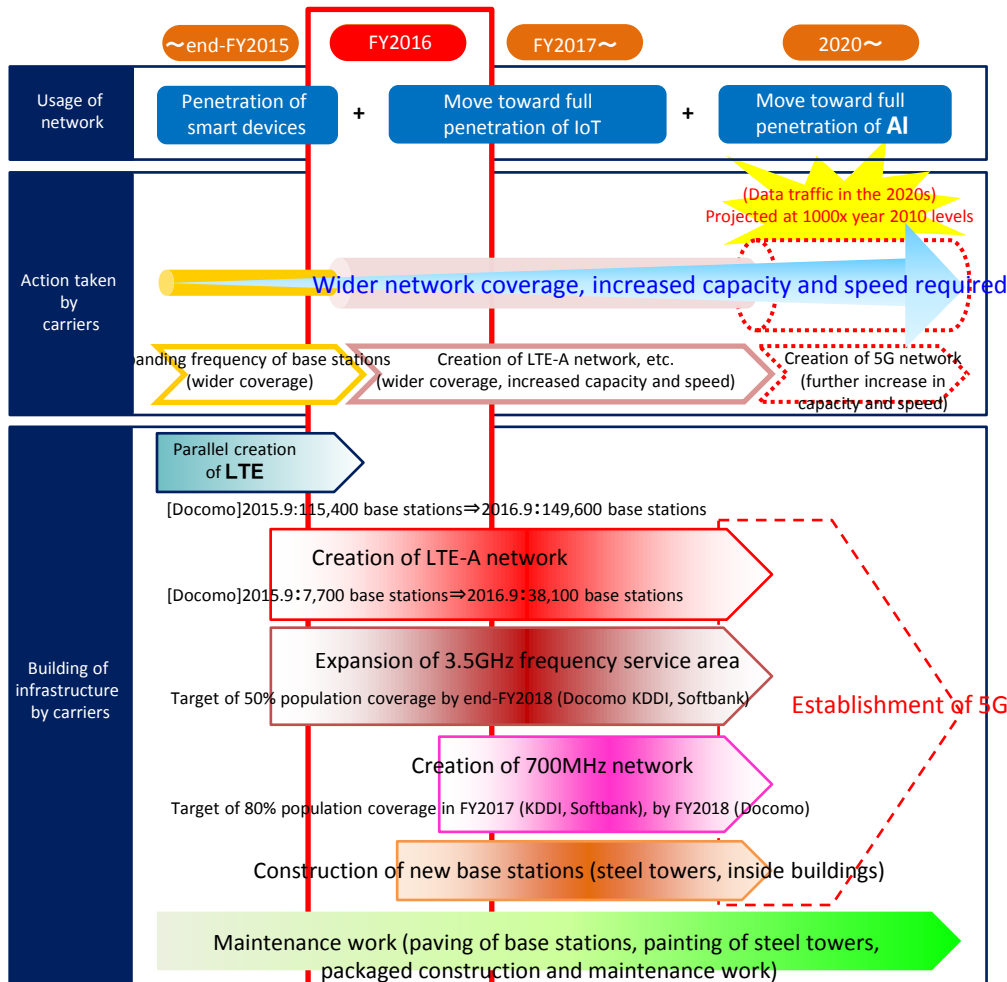 ～end-FY2015
FY2016
FY2017～
2020～
Usage of
network
Penetration of
smart devices
+
Move toward full
penetration of IoT
+
Move toward full
penetration of AI
Action taken
by
carriers
(Data traffic in the 2020s)
Projected at 1000x year 2010 levels
Wider network coverage, increased capacity and speed required
panding frequency of base stations
(wider coverage)
Creation of LTE-A network, etc.
(wider coverage, increased capacity and speed)
Creation of 5G network
(further increase in
capacity and speed)
Building of
infrastructure
by carriers
Parallel creation
of LTE
[Docomo]2015.9:115,400 base stations⇒2016.9：149,600 base stations
Creation of LTE-A network
[Docomo]2015.9：7,700 base stations⇒2016.9：38,100 base stations
Expansion of 3.5GHz frequency service area
Target of 50% population coverage by end-FY2018 (Docomo KDDI, Softbank)
Creation of 700MHz network
Target of 80% population coverage in FY2017 (KDDI, Softbank), by FY2018 (Docomo)
Construction of new base stations (steel towers, inside buildings)
Establishment of 5G
Maintenance work (paving of base stations, painting of steel towers,
packaged construction and maintenance work)